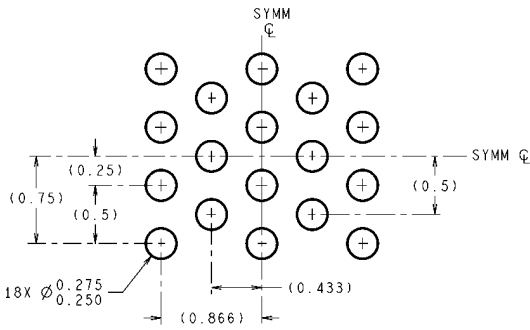 SYMM
℄
SYMM ℄
(0.25)
(0.75)
(0.5)
(0.5)
18X Ø 0.275
0.250
(0.433)
(0.866)